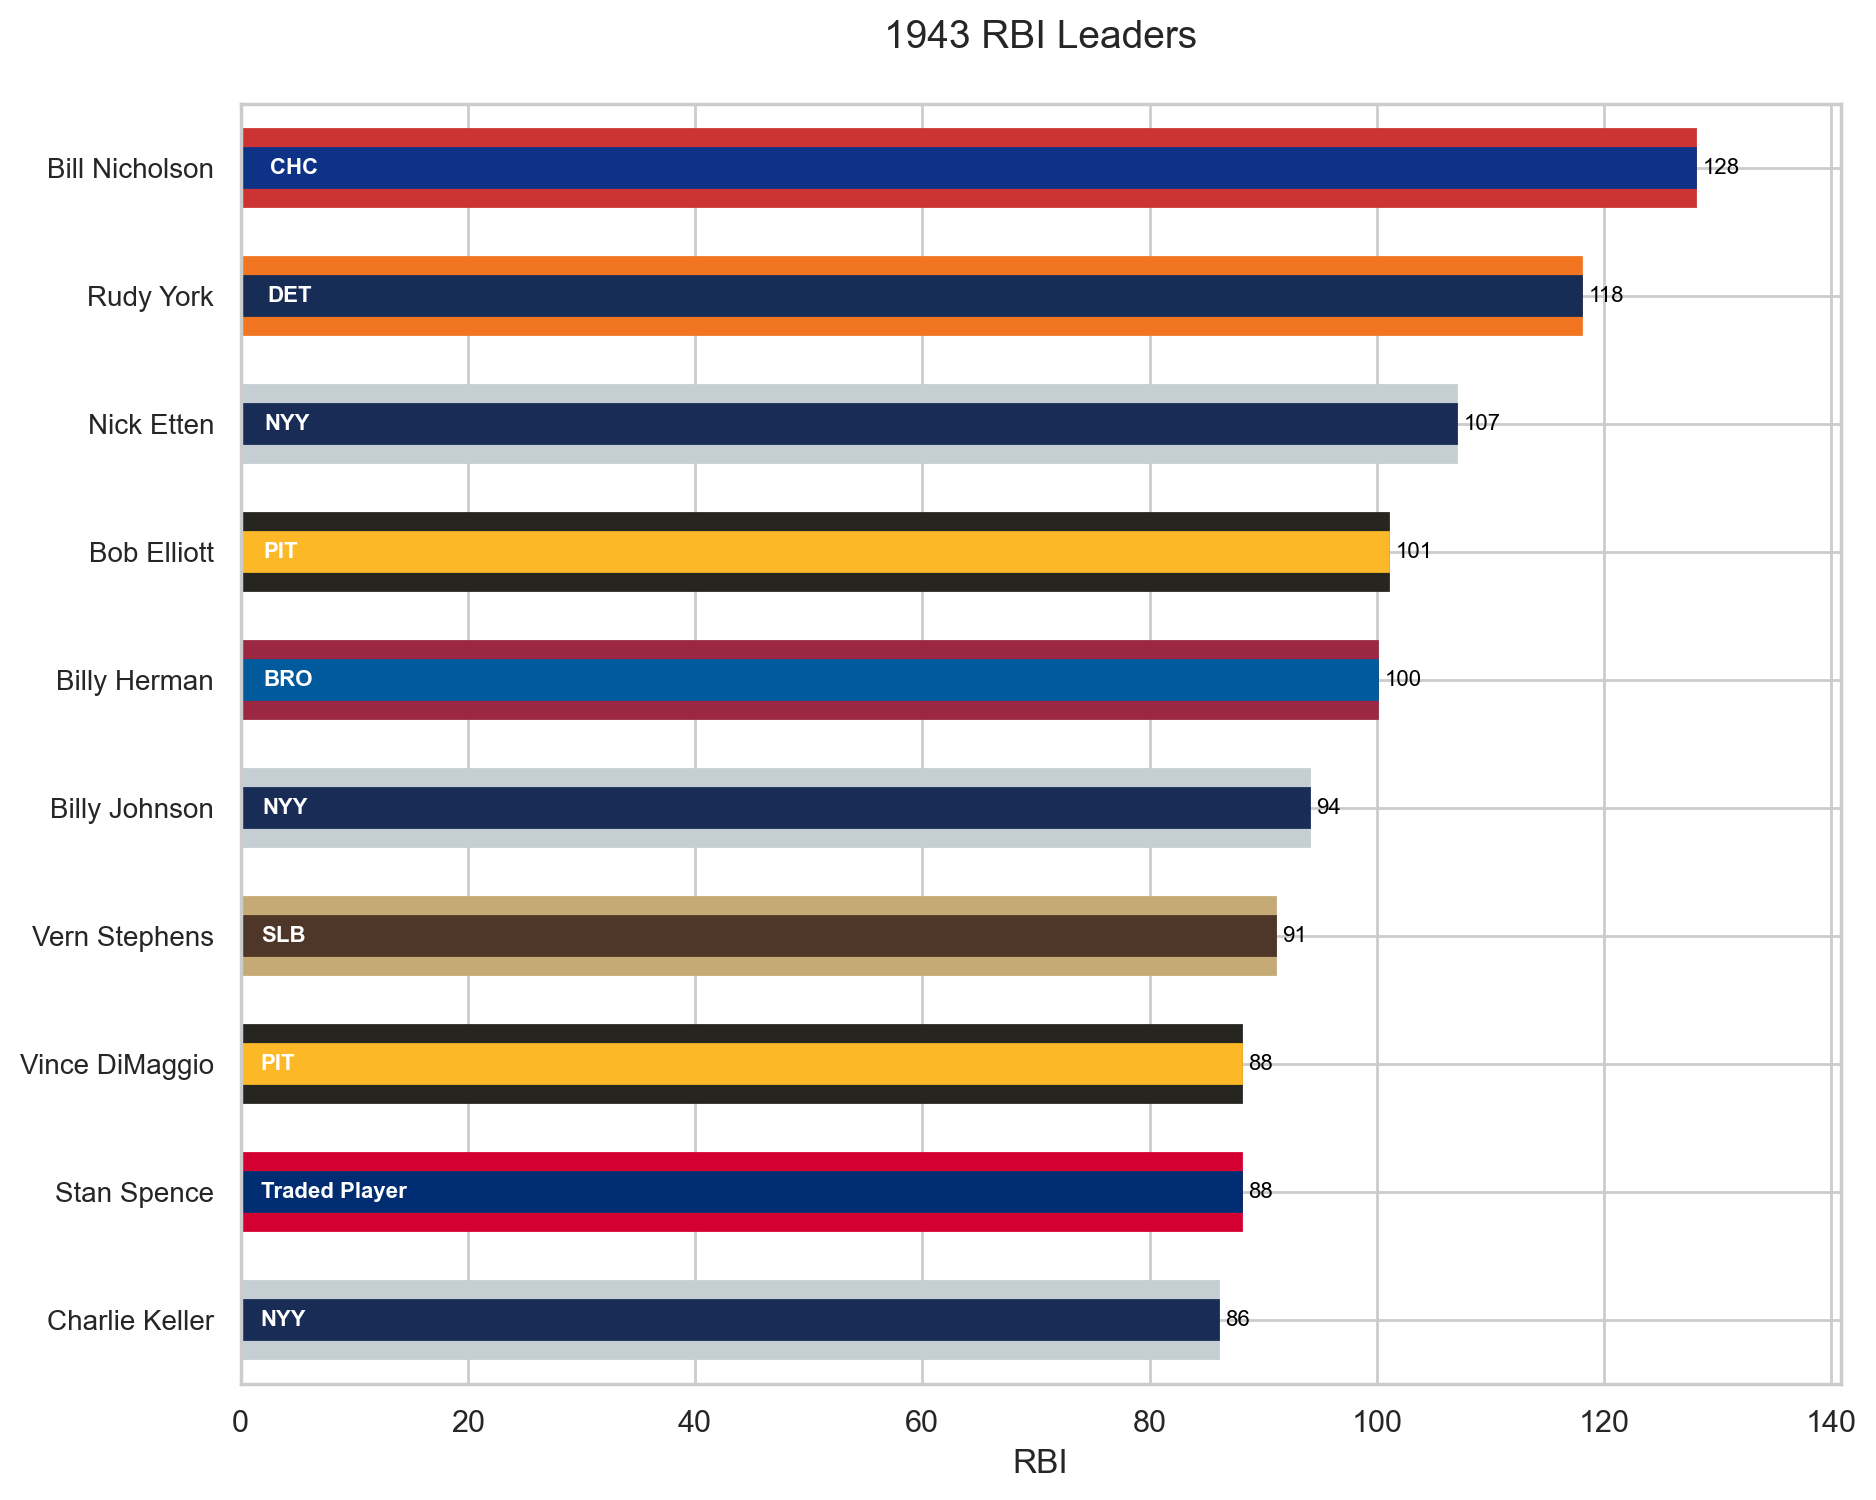 1943 RBI Leaders
Bill Nicholson CHC 128
Rudy York DET 118
Nick Etten NYY 107
Bob Elliott PIT 101
Billy Herman BRO 100
Billy Johnson NYY 94
Vern Stephens SLB 91
Vince DiMaggio PIT 88
Stan Spence Traded Player 88
Charlie Keller NYY 86
0 20 40 60 80 100 120 140
RBI